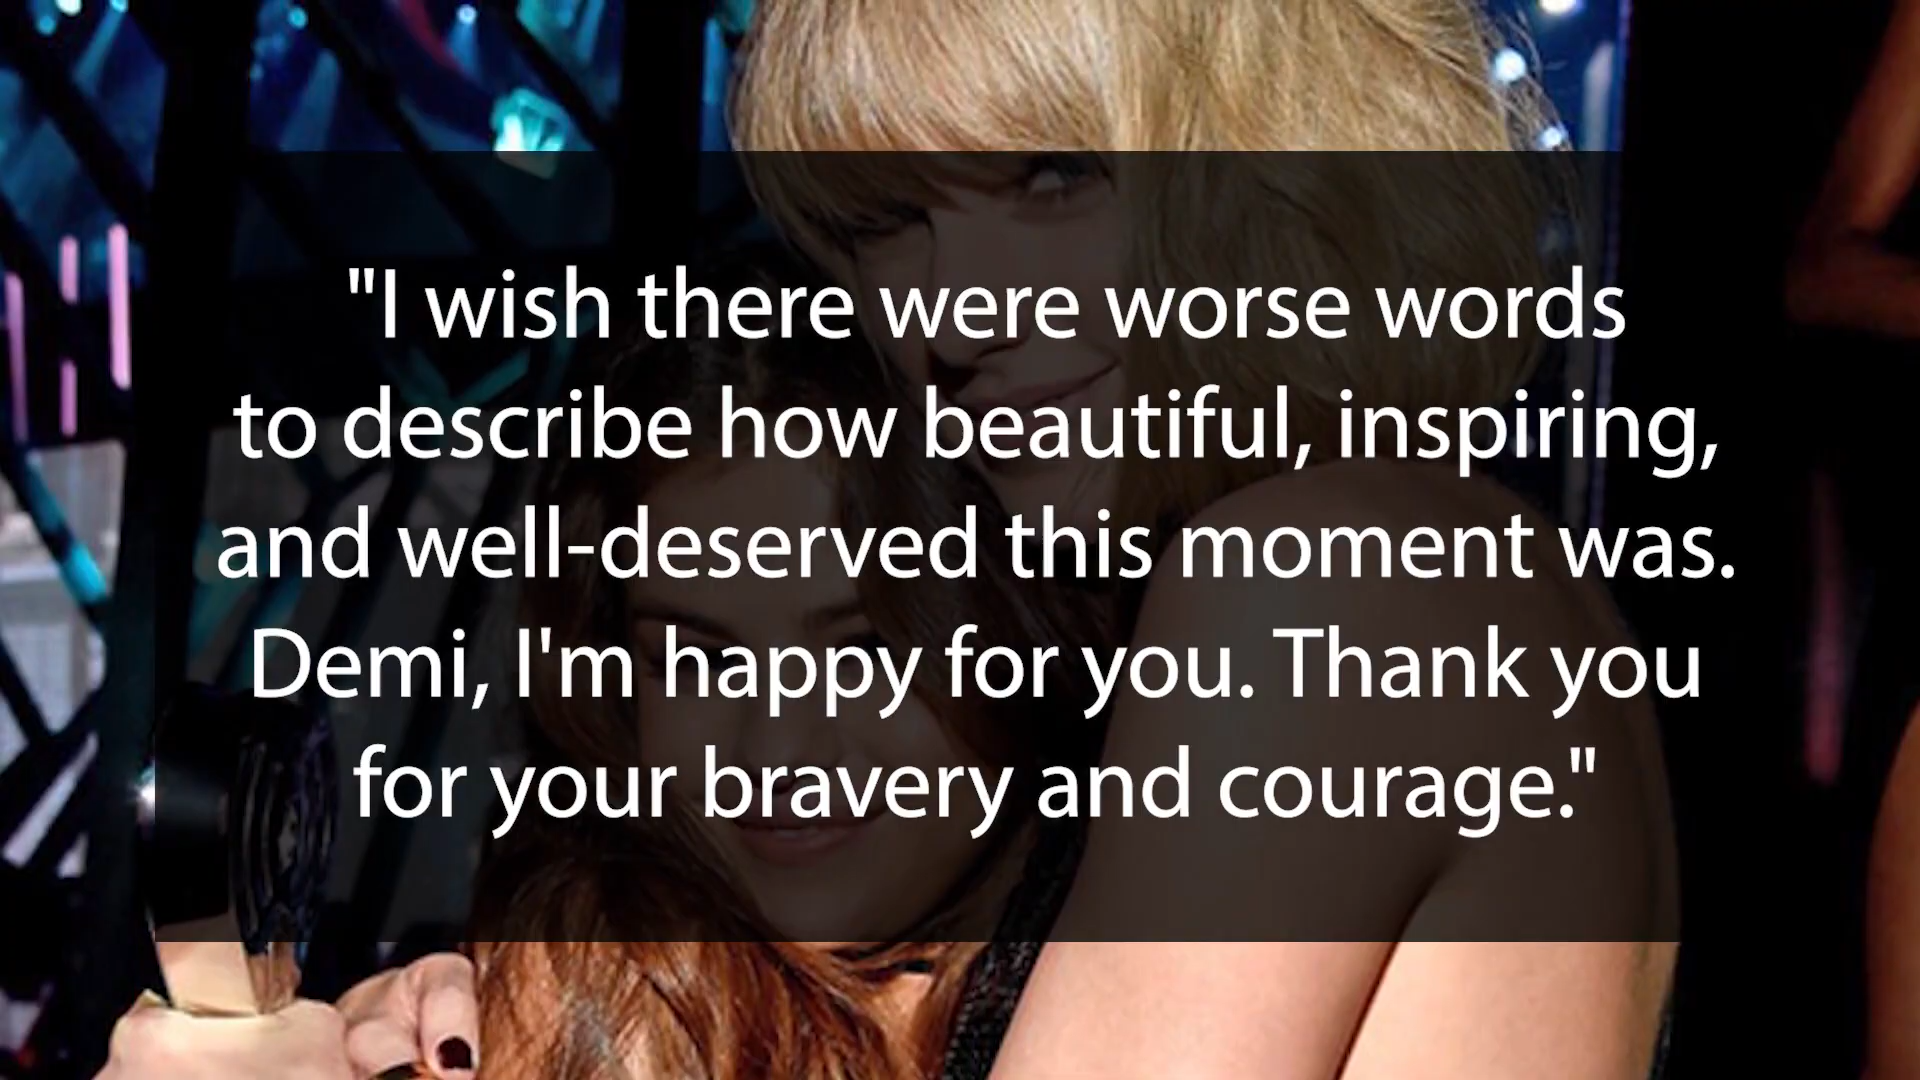 "I wish there were worse words
to describe how beautiful, inspiring,
and well-deserved this moment was.
Demi, I'm happy for you. Thank you
for your bravery and courage."